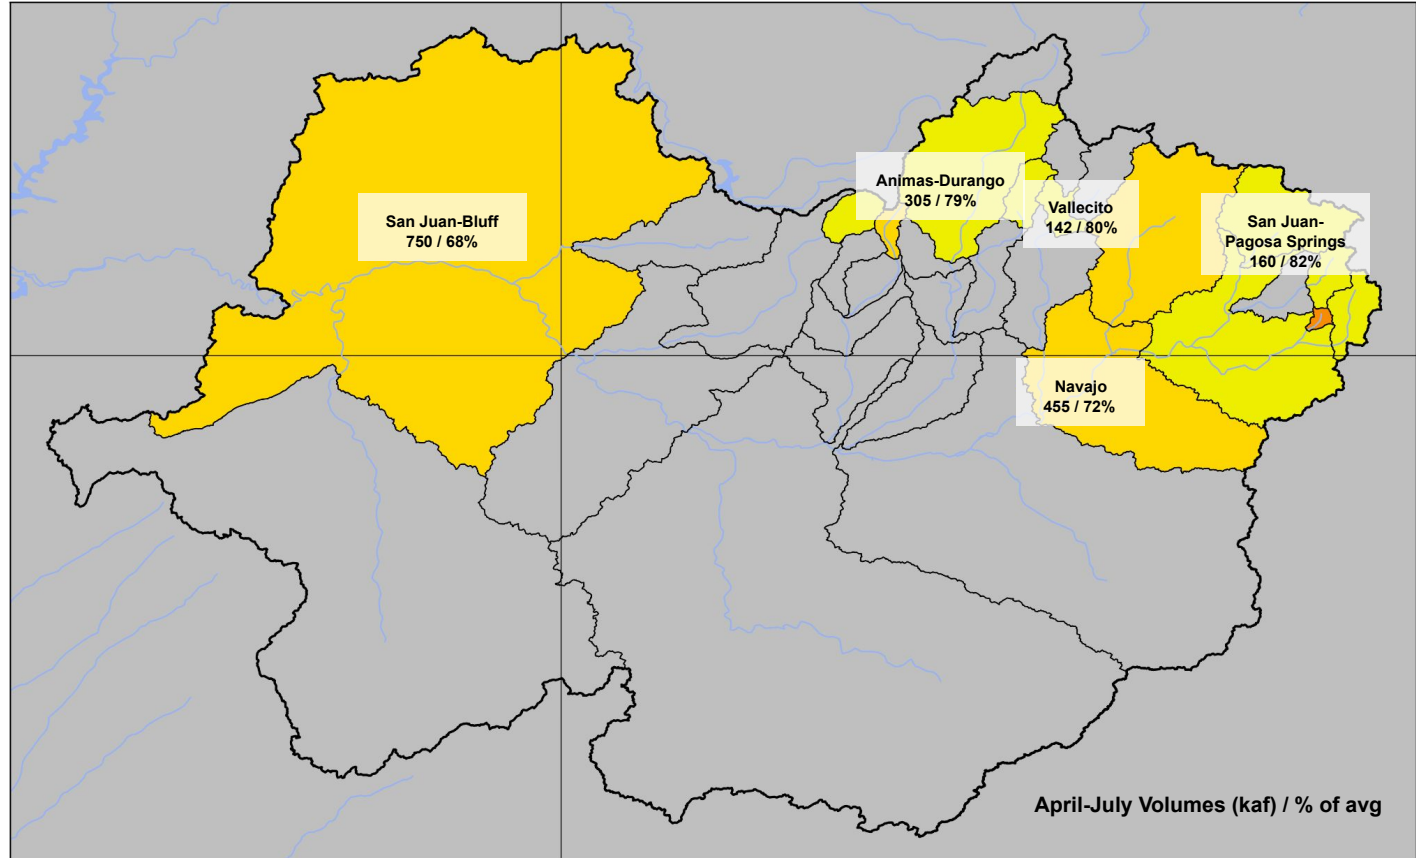 Animas-Durango
305 / 79%
Vallecito
142 / 80%
San Juan-Bluff
750 / 68%
San Juan-
Pagosa Springs
160 / 82%
Navajo
455 / 72%
April-July Volumes (kaf) / % of avg